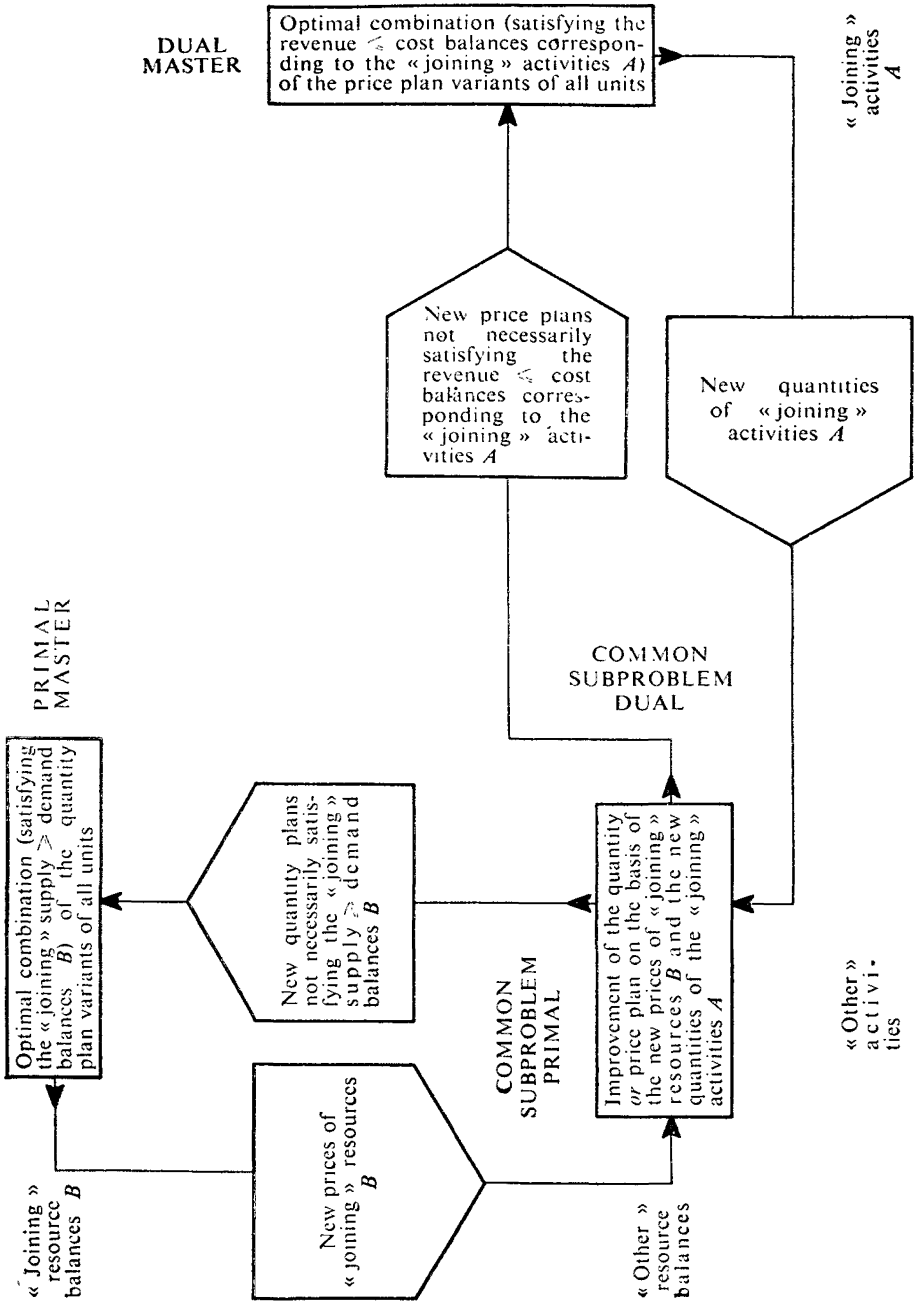 DUAL
MASTER
Optimal combination (satisfying the
revenue ⩽ cost balances correspon-
ding to the « joining » activities A)
of the price plan variants of all units
« Joining »
activities
A
New price plans
not necessarily
satisfying the
revenue ⩽ cost
balances corres-
ponding to the
« joining » acti-
vities A
New quantities
of « joining »
activities A
PRIMAL
MASTER
Optimal combination (satisfying
the « joining » supply ⩾ demand
balances B) of the quantity
plan variants of all units
COMMON
SUBPROBLEM
DUAL
New quantity plans
not necessarily satis-
fying the « joining »
supply ⩾ demand
balances B
COMMON
SUBPROBLEM
PRIMAL
Improvement of the quantity
or price plan on the basis of
the new prices of « joining »
resources B and the new
quantities of the « joining »
activities A
« Other »
activi-
ties
« Joining »
resource
balances B
New prices of
« joining » resources
B
« Other »
resource
balances